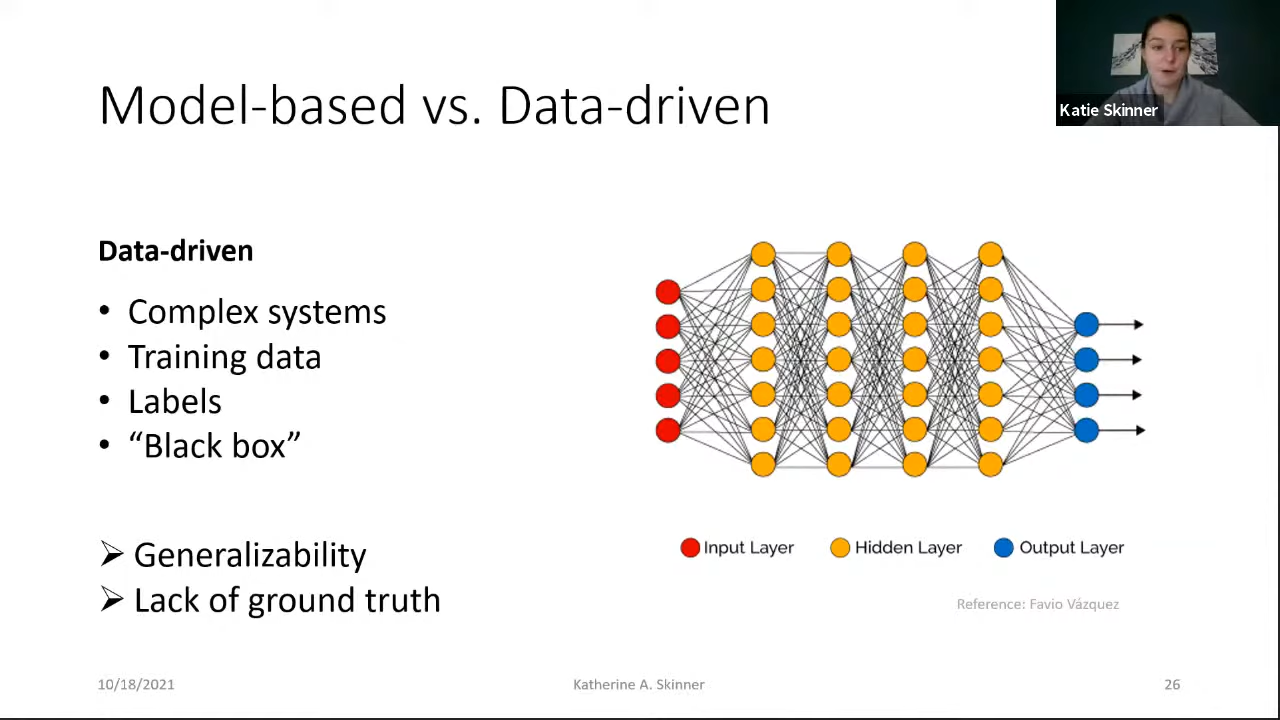 Model-based vs. Data-driven
Katie Skinner
Data-driven
• Complex systems
• Training data
• Labels
• “Black box”
➢ Generalizability
➢ Lack of ground truth
Input Layer
Hidden Layer
Output Layer
Reference: Favio Vázquez
10/18/2021
Katherine A. Skinner
26